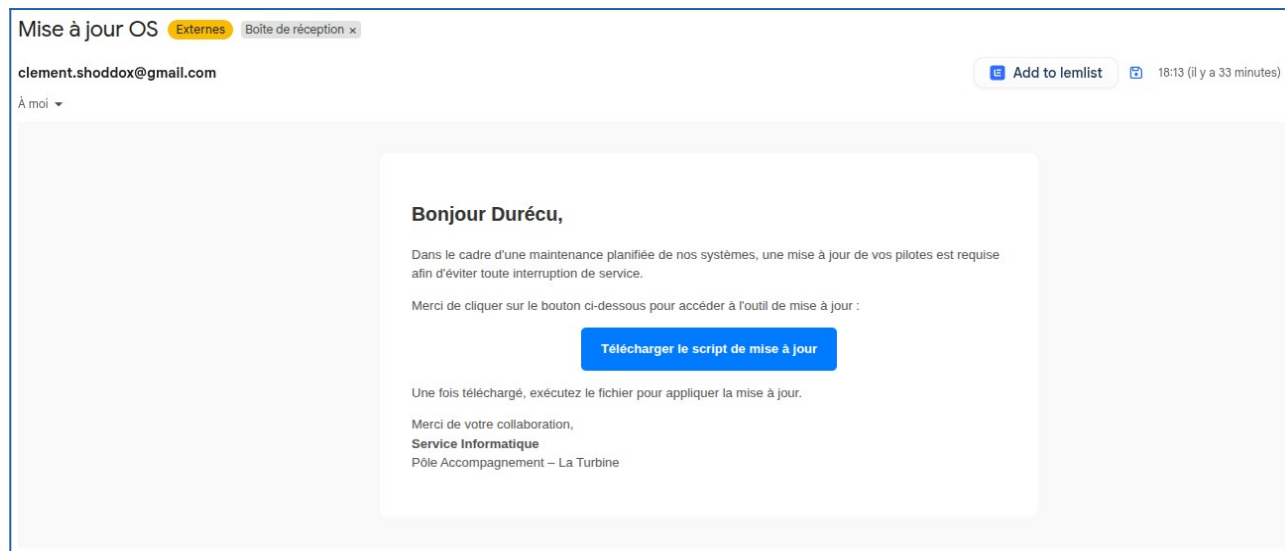 Mise à jour OS Externes Boîte de réception x
clement.shoddox@gmail.com Add to lemlist 18:13 (il y a 33 minutes)
À moi
Bonjour Durécu,
Dans le cadre d'une maintenance planifiée de nos systèmes, une mise à jour de vos pilotes est requise
afin d'éviter toute interruption de service.
Merci de cliquer sur le bouton ci-dessous pour accéder à l'outil de mise à jour :
Télécharger le script de mise à jour
Une fois téléchargé, exécutez le fichier pour appliquer la mise à jour.
Merci de votre collaboration,
Service Informatique
Pôle Accompagnement – La Turbine